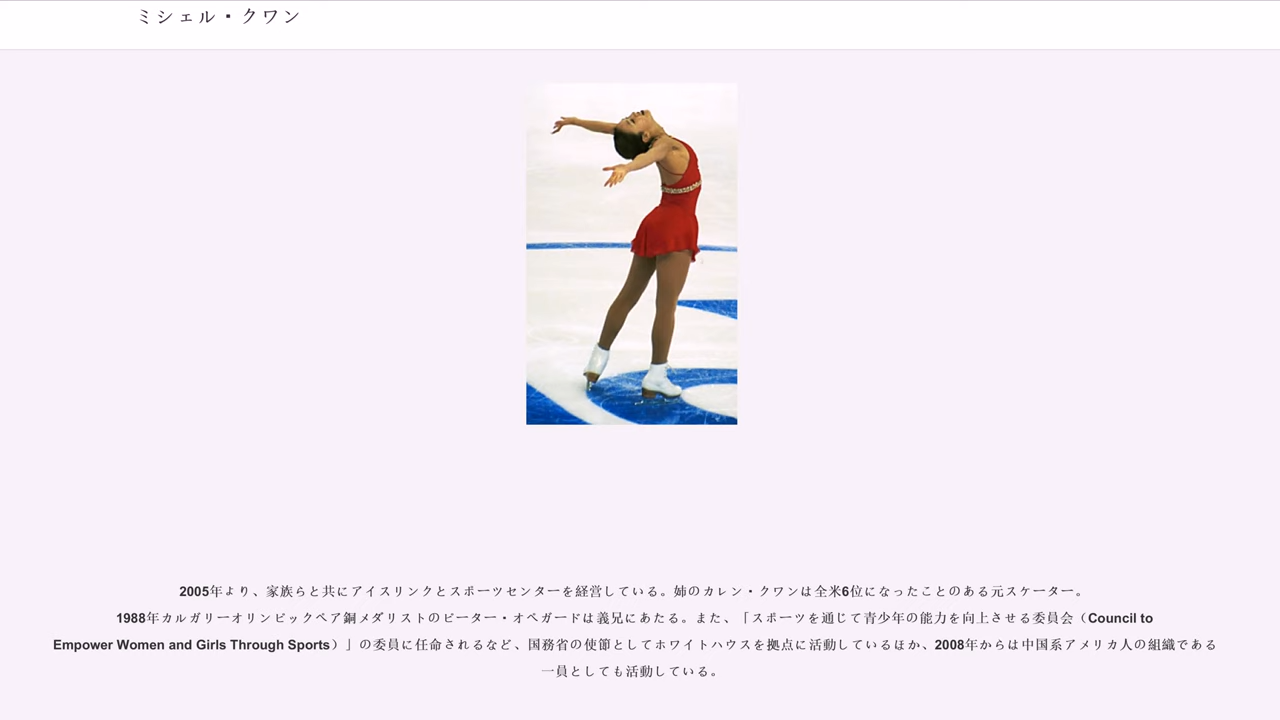 ミシェル・クワン
2005年より、家族らと共にアイスリンクとスポーツセンターを経営している。姉のカレン・クワンは全米6位になったことのある元スケーター。
1988年カルガリーオリンピックペア銅メダリストのピーター・オペガードは義兄にあたる。また、「スポーツを通じて青少年の能力を向上させる委員会（Council to
Empower Women and Girls Through Sports）」の委員に任命されるなど、国務省の使節としてホワイトハウスを拠点に活動しているほか、2008年からは中国系アメリカ人の組織である
一員としても活動している。